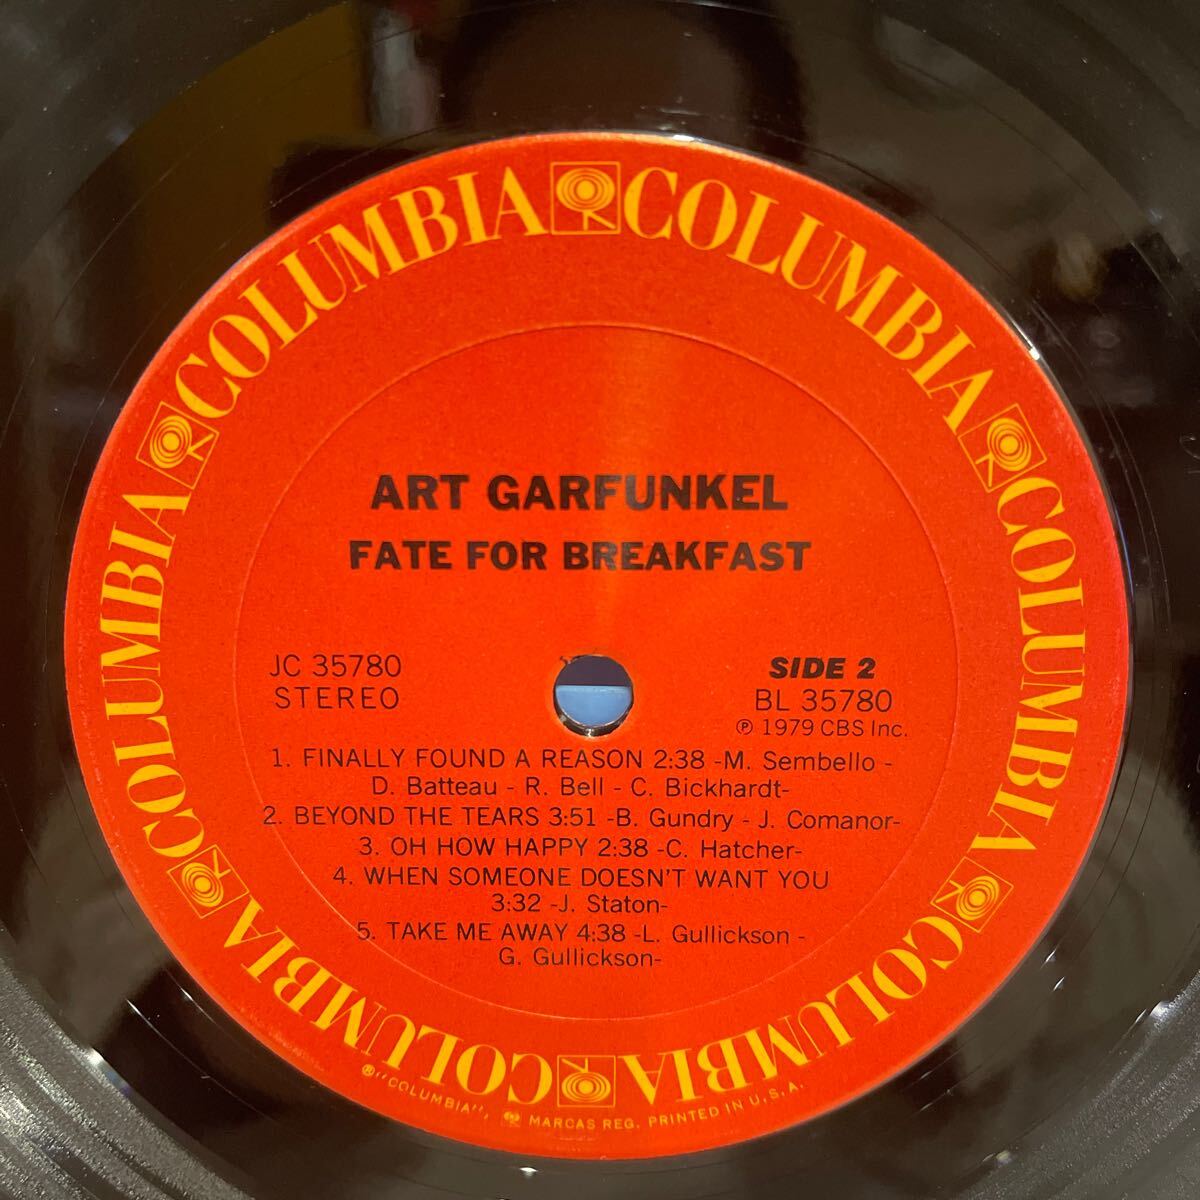 COLUMBIA COLUMBIA COLUMBIA COLUMBIA COLUMBIA COLUMBIA
ART GARFUNKEL
FATE FOR BREAKFAST
JC 35780
STEREO
SIDE 2
BL 35780
℗ 1979 CBS Inc.
1. FINALLY FOUND A REASON 2:38 -M. Sembello -
D. Batteau - R. Bell - C. Bickhardt-
2. BEYOND THE TEARS 3:51 -B. Gundry - J. Comanor-
3. OH HOW HAPPY 2:38 -C. Hatcher-
4. WHEN SOMEONE DOESN'T WANT YOU
3:32 -J. Staton-
5. TAKE ME AWAY 4:38 -L. Gullickson -
G. Gullickson-
®"COLUMBIA", MARCAS REG. PRINTED IN U.S.A.